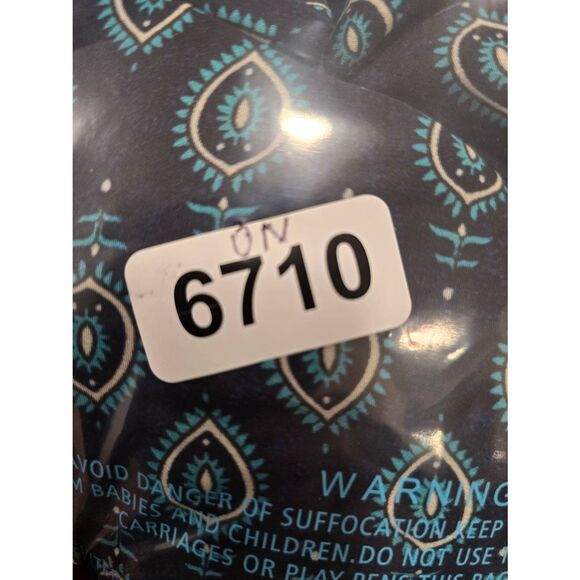 ON
6710
WARNING
AVOID DANGER OF SUFFOCATION KEEP
BABIES AND CHILDREN. DO NOT USE
CARRIAGES OR PLAY PENS